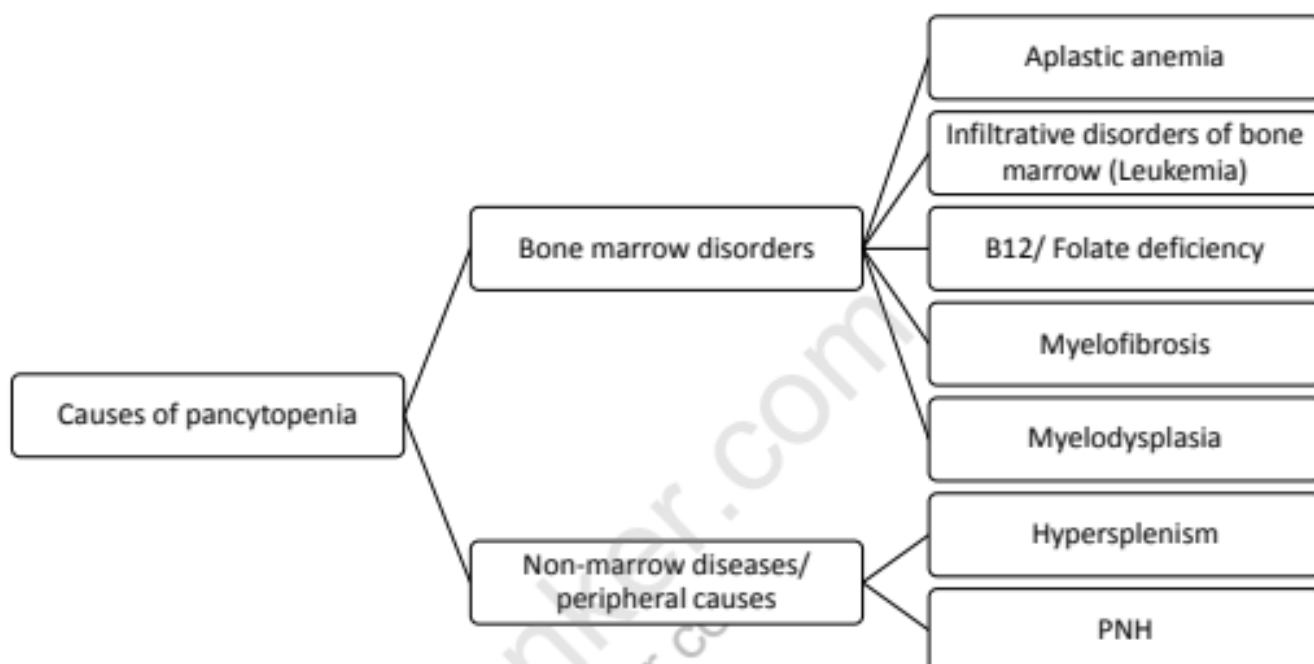 Causes of pancytopenia
Bone marrow disorders
Aplastic anemia
Infiltrative disorders of bone
marrow (Leukemia)
B12/ Folate deficiency
Myelofibrosis
Myelodysplasia
Non-marrow diseases/
peripheral causes
Hypersplenism
PNH